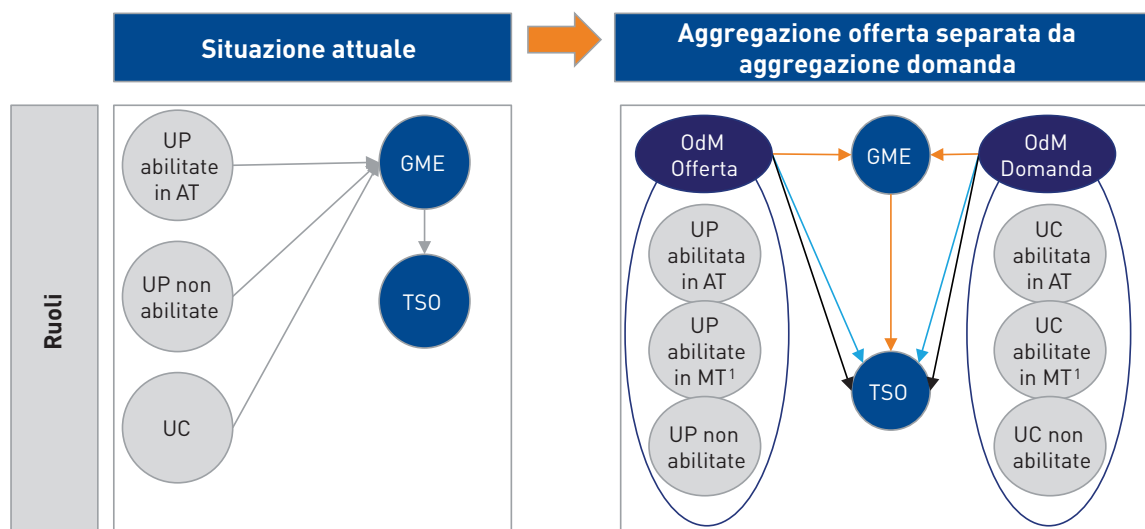 Situazione attuale
Aggregazione offerta separata da
aggregazione domanda
Ruoli
UP
abilitate
in AT
UP non
abilitate
UC
GME
TSO
OdM
Offerta
UP
abilitata
in AT
UP
abilitate
in MT¹
UP non
abilitate
GME
TSO
OdM
Domanda
UC
abilitata
in AT
UC
abilitate
in MT¹
UC non
abilitate